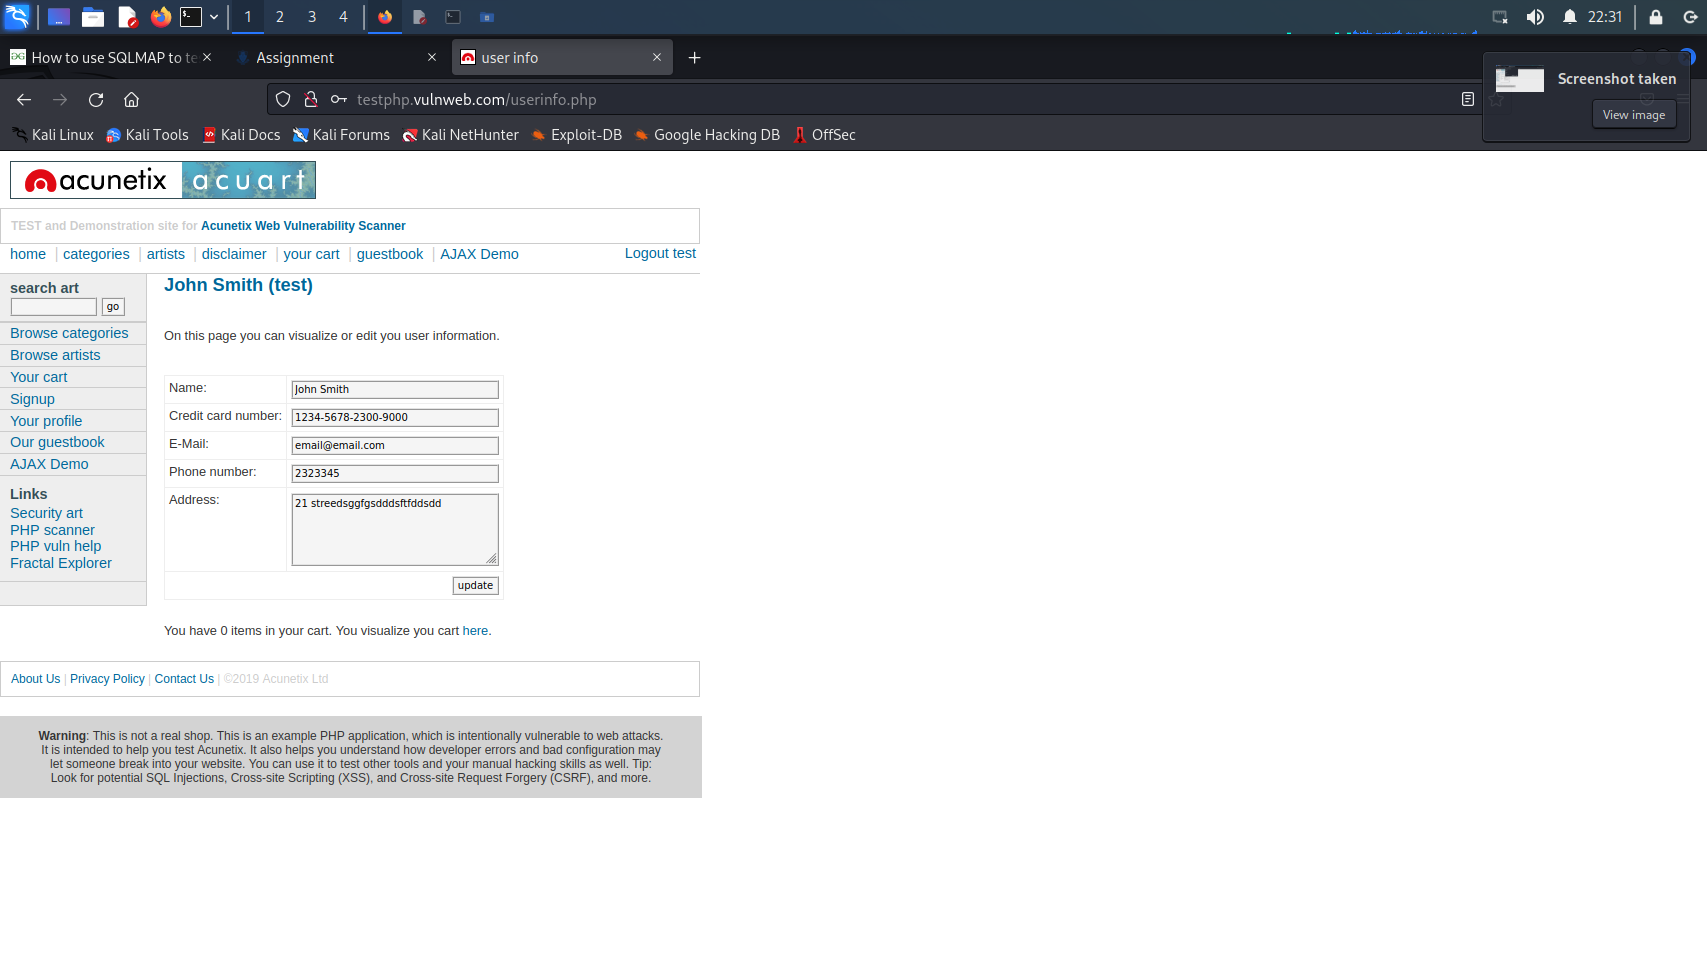 1 2 3 4 22:31
How to use SQLMAP to te
Assignment
user info
Screenshot taken
View image
testphp.vulnweb.com/userinfo.php
Kali Linux Kali Tools Kali Docs Kali Forums Kali NetHunter Exploit-DB Google Hacking DB OffSec
acunetix acuart
TEST and Demonstration site for Acunetix Web Vulnerability Scanner
home | categories | artists | disclaimer | your cart | guestbook | AJAX Demo Logout test
search art
go
Browse categories
Browse artists
Your cart
Signup
Your profile
Our guestbook
AJAX Demo
Links
Security art
PHP scanner
PHP vuln help
Fractal Explorer
John Smith (test)
On this page you can visualize or edit you user information.
Name: John Smith
Credit card number: 1234-5678-2300-9000
E-Mail: email@email.com
Phone number: 2323345
Address: 21 streedsggfgsdddsftfddsdd
update
You have 0 items in your cart. You visualize you cart here.
About Us | Privacy Policy | Contact Us | ©2019 Acunetix Ltd
Warning: This is not a real shop. This is an example PHP application, which is intentionally vulnerable to web attacks.
It is intended to help you test Acunetix. It also helps you understand how developer errors and bad configuration may
let someone break into your website. You can use it to test other tools and your manual hacking skills as well. Tip:
Look for potential SQL Injections, Cross-site Scripting (XSS), and Cross-site Request Forgery (CSRF), and more.